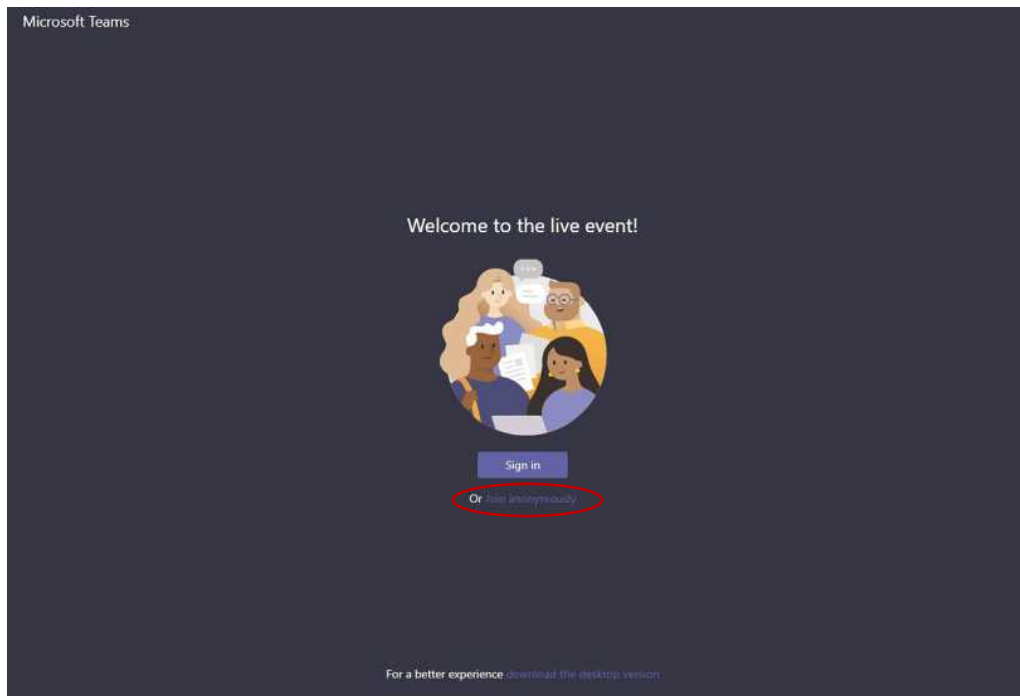 Microsoft Teams
Welcome to the live event!
Sign in
Or Join anonymously
For a better experience download the desktop version